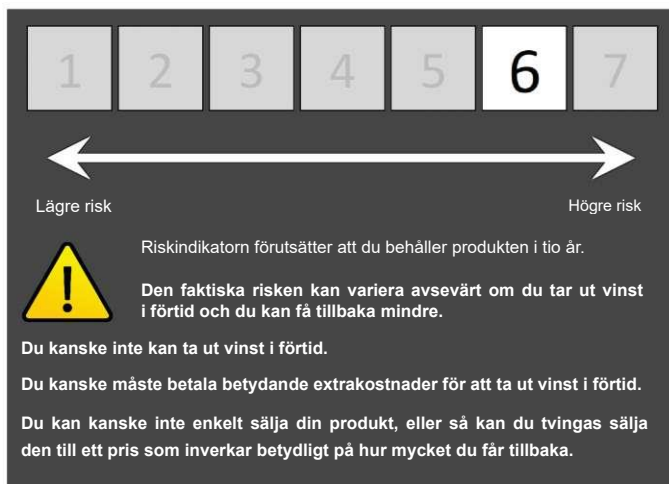 1 2 3 4 5 6 7
Lägre risk Högre risk
Riskindikatorn förutsätter att du behåller produkten i tio år.
Den faktiska risken kan variera avsevärt om du tar ut vinst
i förtid och du kan få tillbaka mindre.
Du kanske inte kan ta ut vinst i förtid.
Du kanske måste betala betydande extrakostnader för att ta ut vinst i förtid.
Du kan kanske inte enkelt sälja din produkt, eller så kan du tvingas sälja
den till ett pris som inverkar betydligt på hur mycket du får tillbaka.